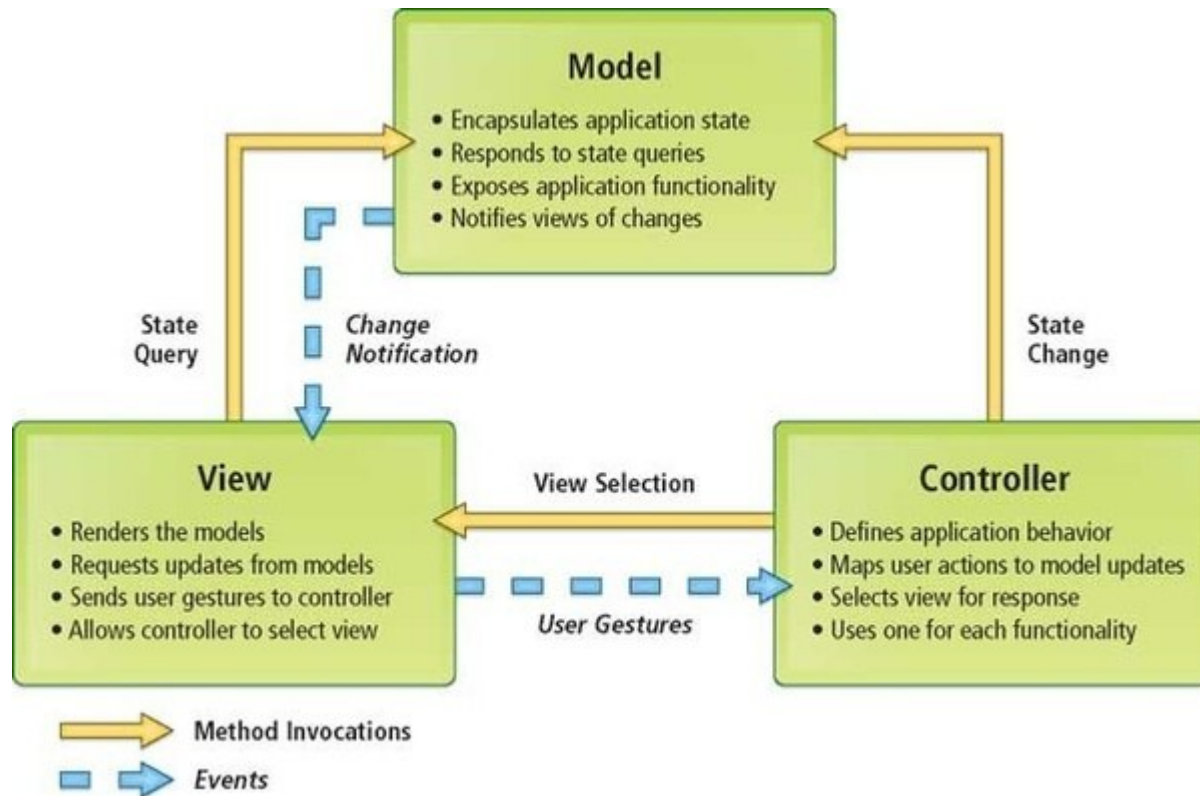 Model
• Encapsulates application state
• Responds to state queries
• Exposes application functionality
• Notifies views of changes
State
Query
Change
Notification
State
Change
View
• Renders the models
• Requests updates from models
• Sends user gestures to controller
• Allows controller to select view
View Selection
User Gestures
Controller
• Defines application behavior
• Maps user actions to model updates
• Selects view for response
• Uses one for each functionality
Method Invocations
Events